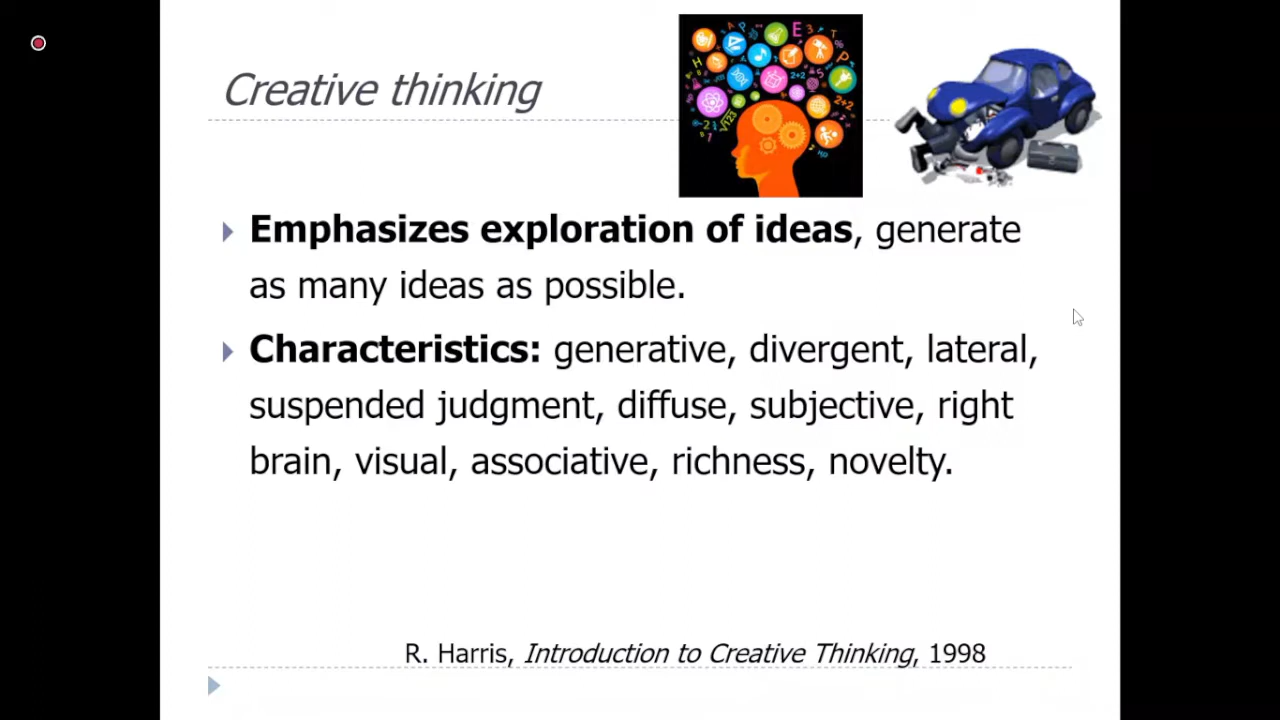 Creative thinking
Emphasizes exploration of ideas, generate
as many ideas as possible.
Characteristics: generative, divergent, lateral,
suspended judgment, diffuse, subjective, right
brain, visual, associative, richness, novelty.
R. Harris, Introduction to Creative Thinking, 1998